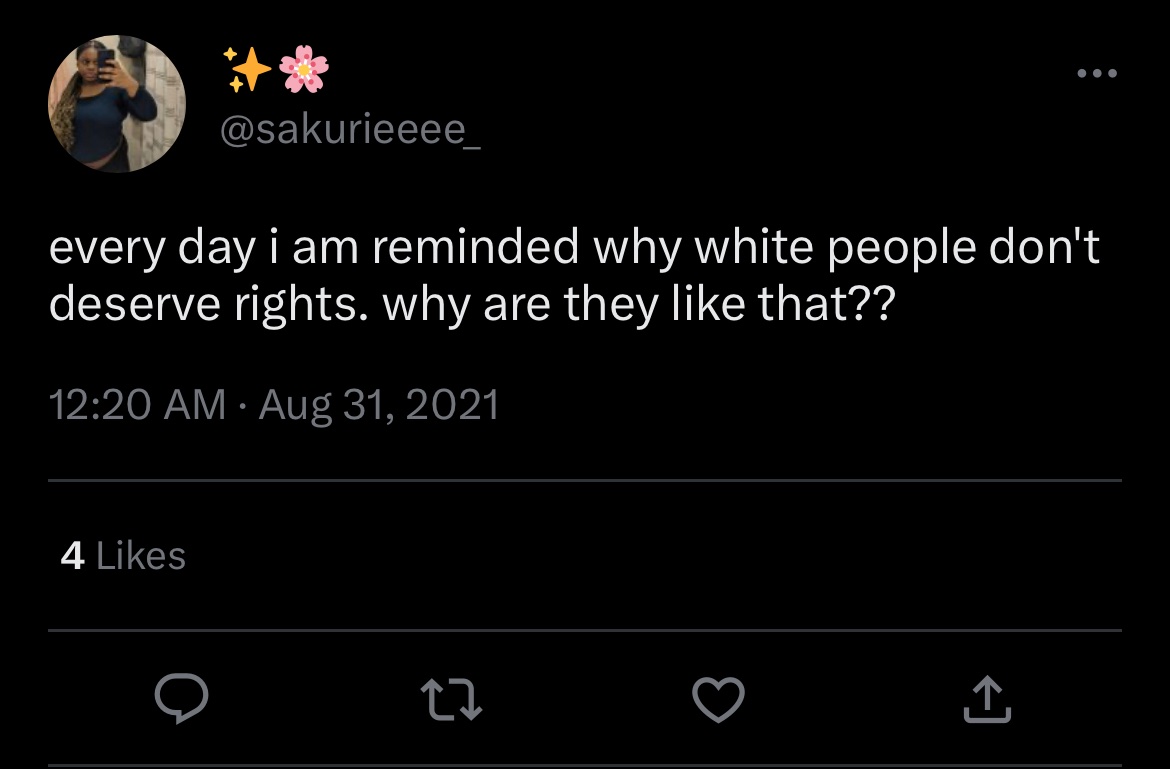 ✨🌸
@sakurieeee_
every day i am reminded why white people don't
deserve rights. why are they like that??
12:20 AM · Aug 31, 2021
4 Likes